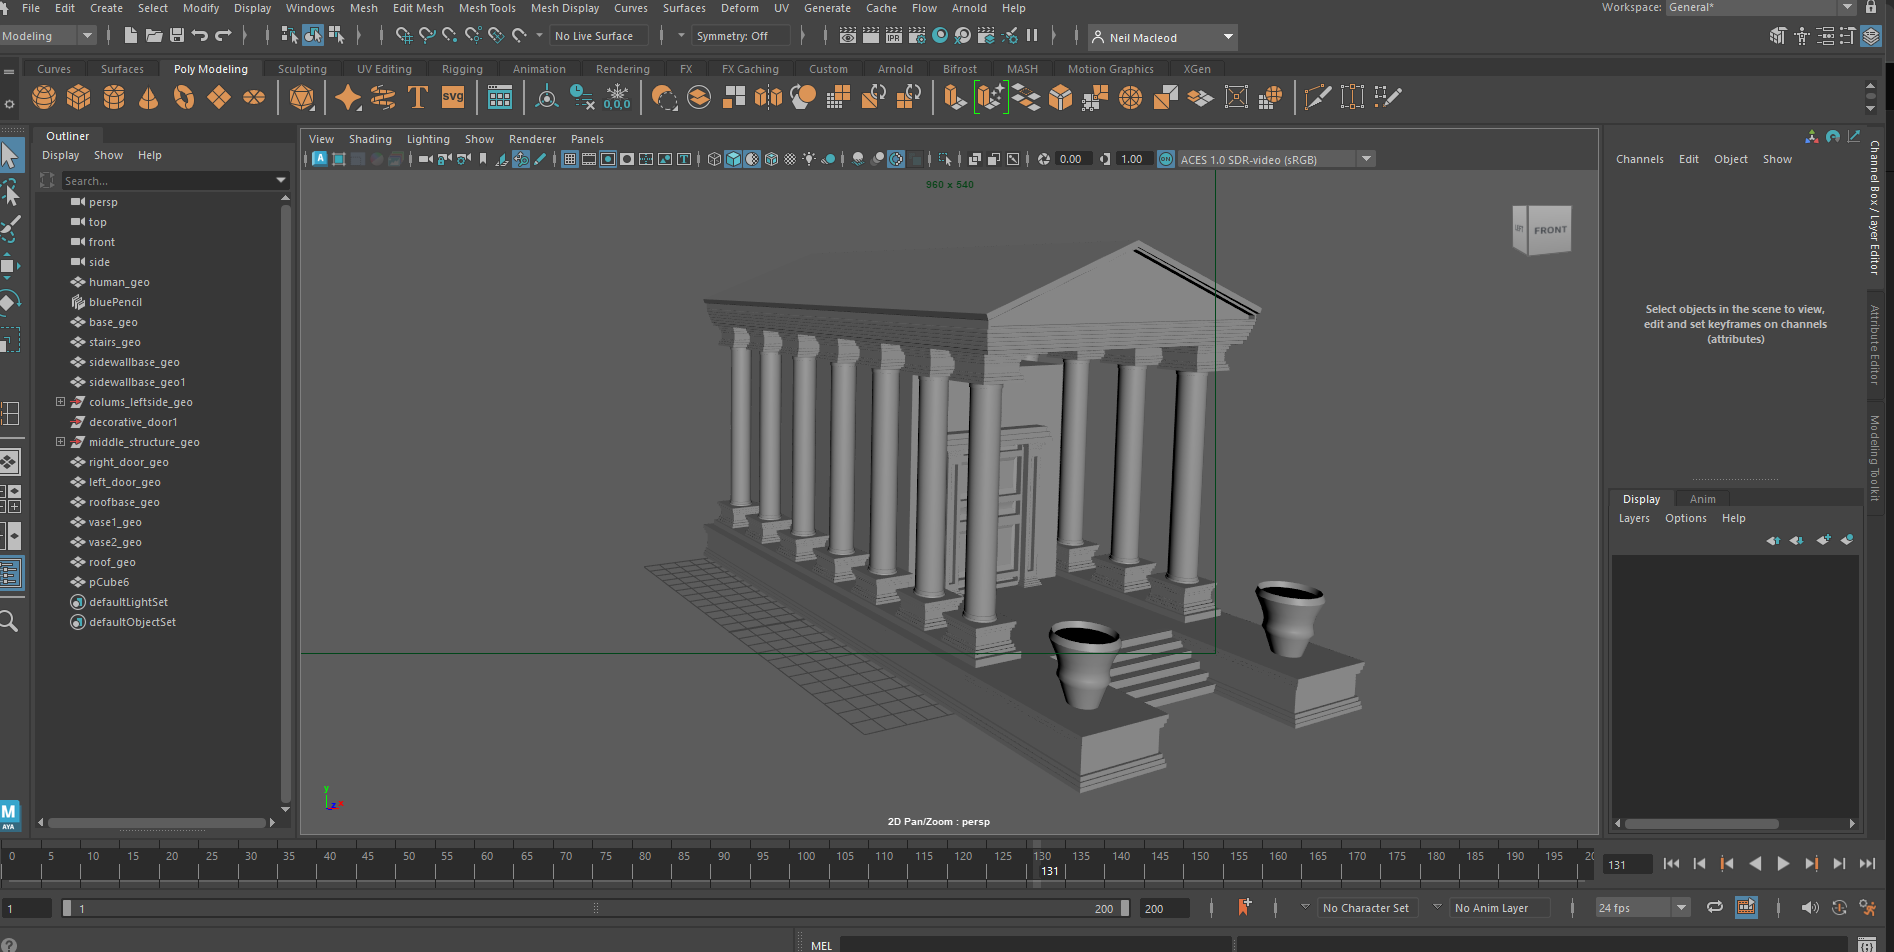 File Edit Create Select Modify Display Windows Mesh Edit Mesh Mesh Tools Mesh Display Curves Surfaces Deform UV Generate Cache Flow Arnold Help Workspace: General*
Modeling No Live Surface Symmetry: Off IPR Neil Macleod
Curves Surfaces Poly Modeling Sculpting UV Editing Rigging Animation Rendering FX FX Caching Custom Arnold Bifrost MASH Motion Graphics XGen
T SVG 0,0,0
Outliner
Display Show Help
Search...
persp
top
front
side
human_geo
bluePencil
base_geo
stairs_geo
sidewallbase_geo
sidewallbase_geo1
colums_leftside_geo
decorative_door1
middle_structure_geo
right_door_geo
left_door_geo
roofbase_geo
vase1_geo
vase2_geo
roof_geo
pCube6
defaultLightSet
defaultObjectSet
View Shading Lighting Show Renderer Panels
A T 0.00 1.00 ON ACES 1.0 SDR-video (sRGB)
960 x 540
LEFT FRONT
y
z x
2D Pan/Zoom : persp
Channels Edit Object Show
Select objects in the scene to view,
edit and set keyframes on channels
(attributes)
Channel Box / Layer Editor
Attribute Editor
Modeling Toolkit
Display Anim
Layers Options Help
M
AYA
0 5 10 15 20 25 30 35 40 45 50 55 60 65 70 75 80 85 90 95 100 105 110 115 120 125 130 135 140 145 150 155 160 165 170 175 180 185 190 195 20
131 131
1 1 200 200 No Character Set No Anim Layer 24 fps
MEL